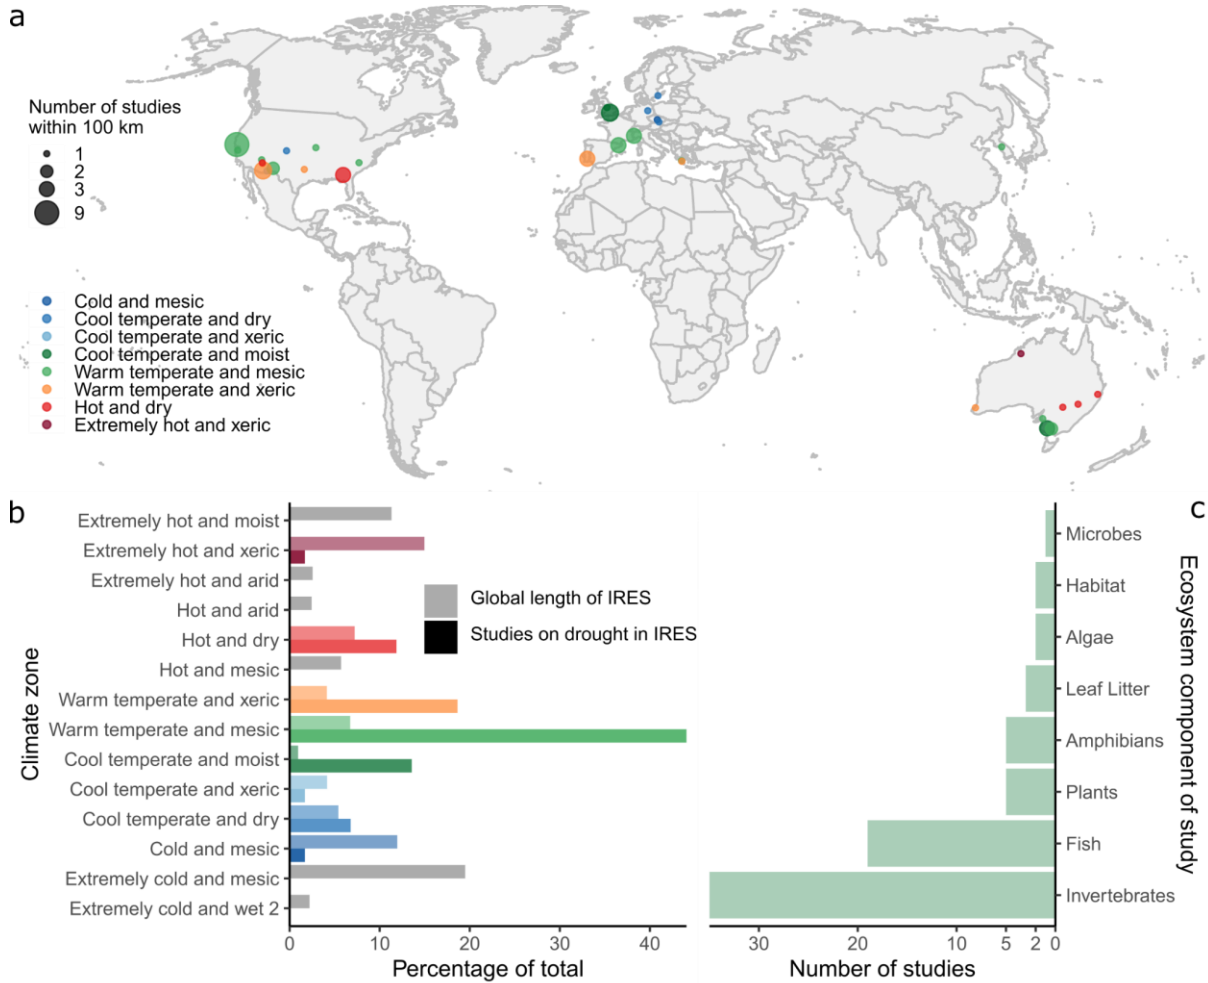 a
Number of studies
within 100 km
1
2
3
9
Cold and mesic
Cool temperate and dry
Cool temperate and xeric
Cool temperate and moist
Warm temperate and mesic
Warm temperate and xeric
Hot and dry
Extremely hot and xeric
b
Climate zone
Extremely hot and moist
Extremely hot and xeric
Extremely hot and arid
Hot and arid
Hot and dry
Hot and mesic
Warm temperate and xeric
Warm temperate and mesic
Cool temperate and moist
Cool temperate and xeric
Cool temperate and dry
Cold and mesic
Extremely cold and mesic
Extremely cold and wet 2
0 10 20 30 40
Percentage of total
Global length of IRES
Studies on drought in IRES
c
Microbes
Habitat
Algae
Leaf Litter
Amphibians
Plants
Fish
Invertebrates
Ecosystem component of study
30 20 10 5 2 0
Number of studies